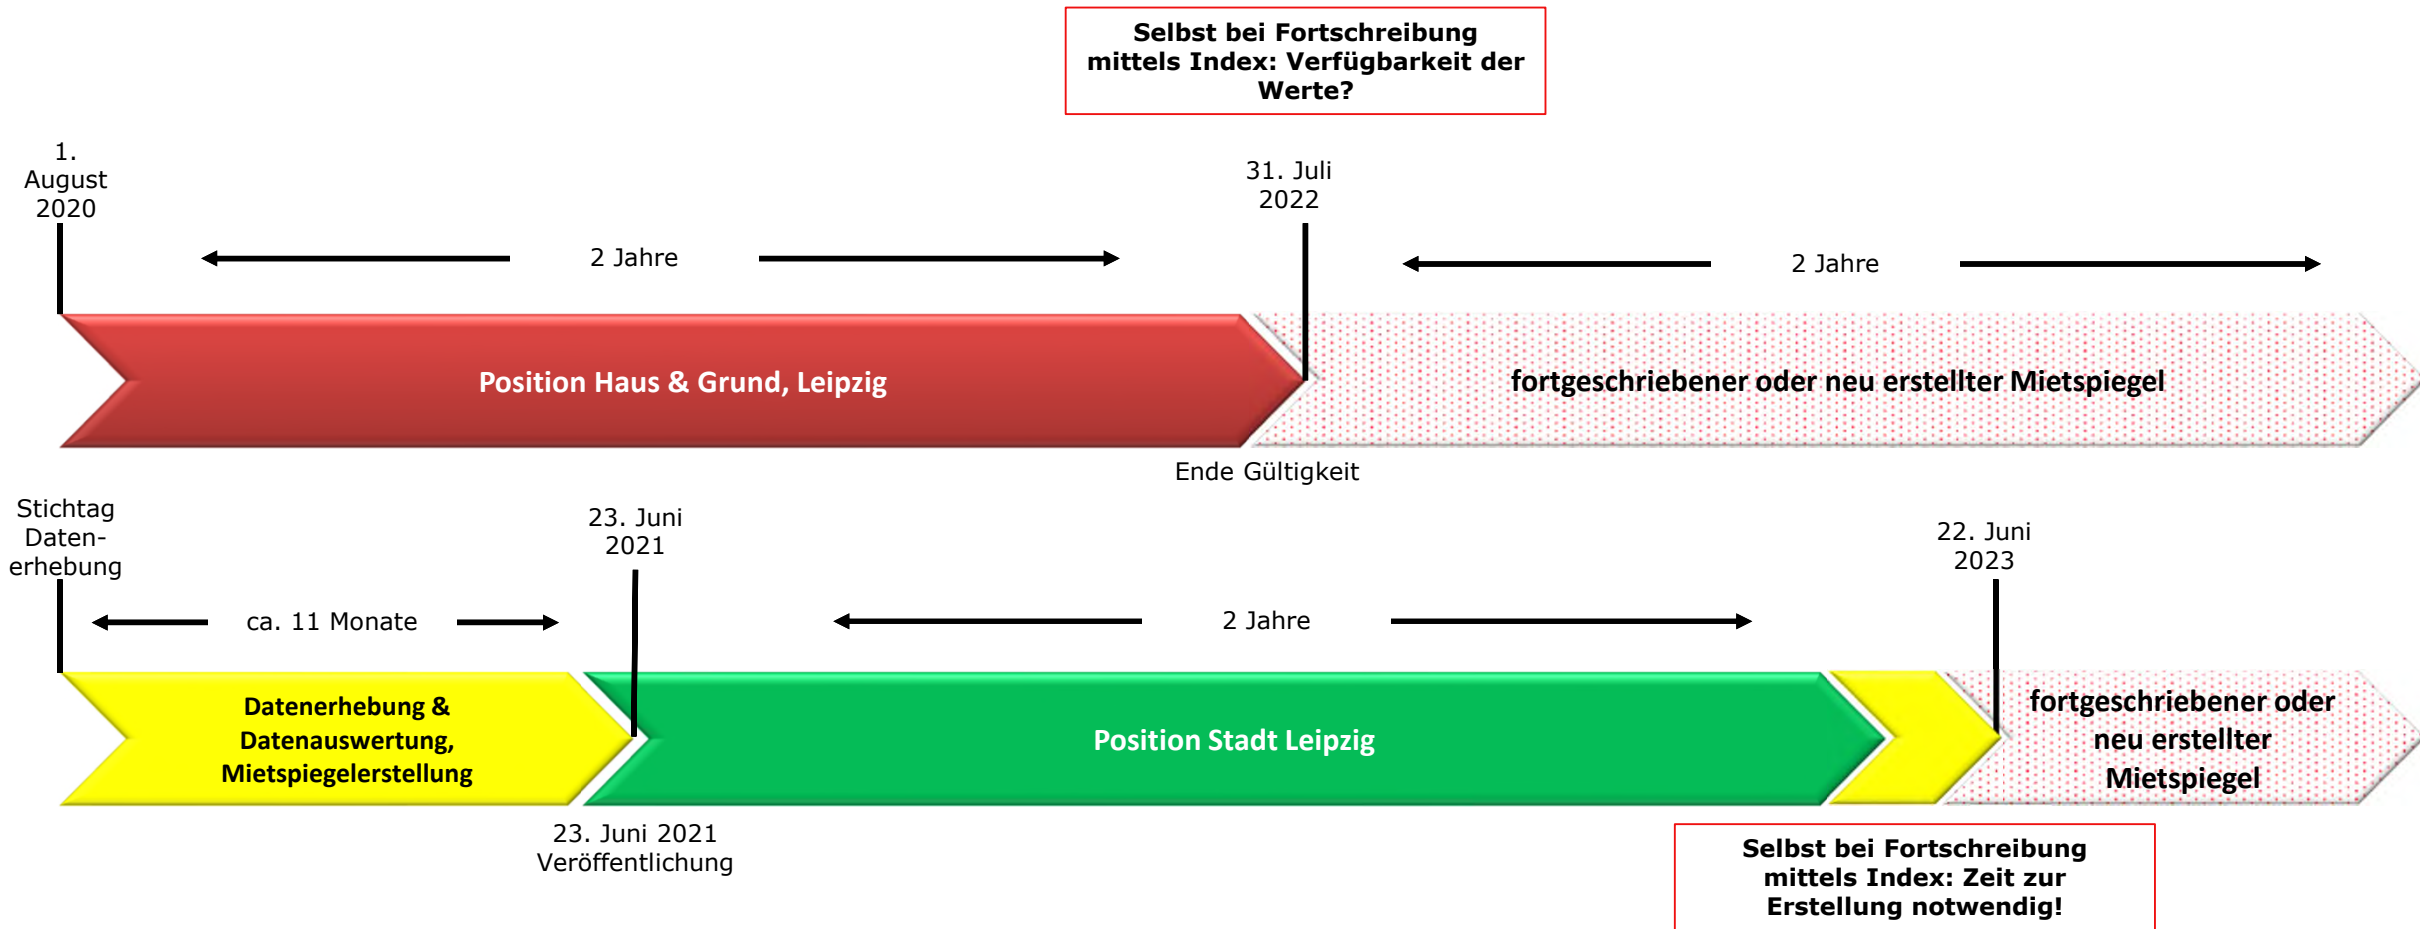 Selbst bei Fortschreibung
mittels Index: Verfügbarkeit der
Werte?
1.
August
2020
31. Juli
2022
2 Jahre
2 Jahre
Position Haus & Grund, Leipzig
fortgeschriebener oder neu erstellter Mietspiegel
Ende Gültigkeit
Stichtag
Daten-
erhebung
23. Juni
2021
22. Juni
2023
ca. 11 Monate
2 Jahre
Datenerhebung &
Datenauswertung,
Mietspiegelerstellung
Position Stadt Leipzig
fortgeschriebener oder
neu erstellter
Mietspiegel
23. Juni 2021
Veröffentlichung
Selbst bei Fortschreibung
mittels Index: Zeit zur
Erstellung notwendig!